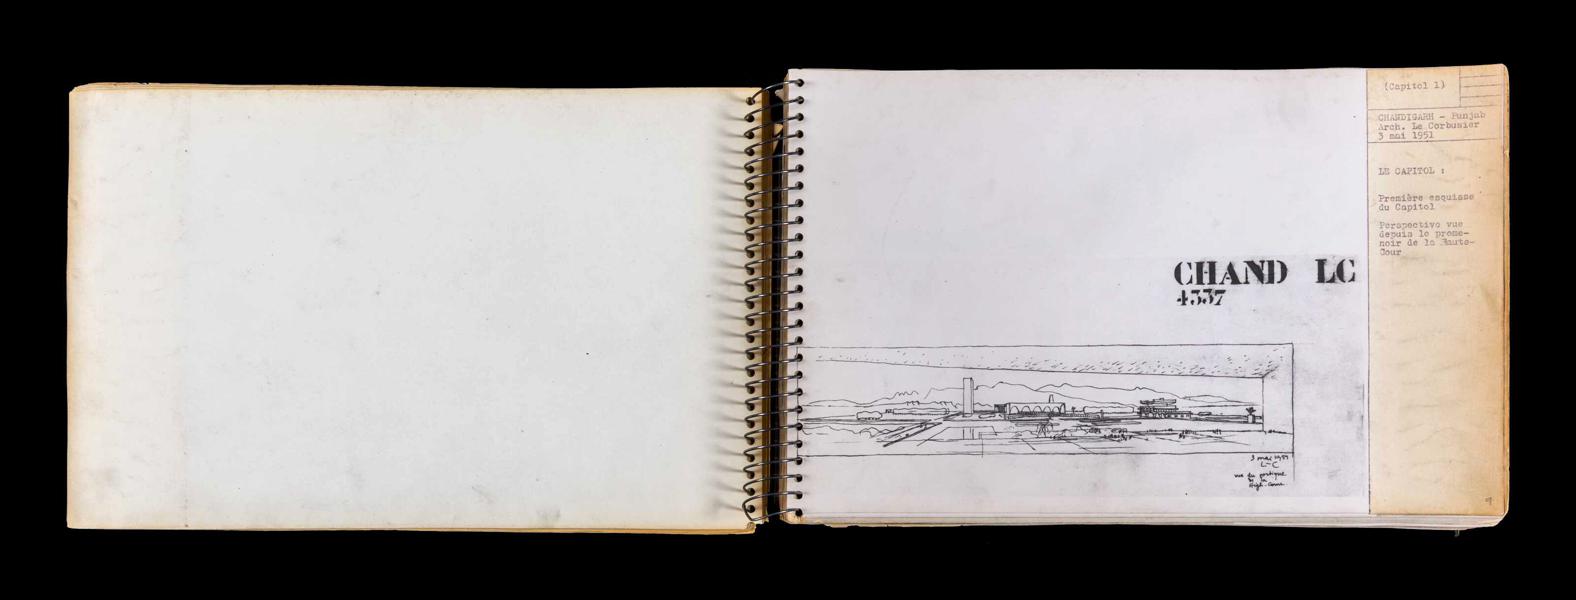 CHAND LC
4337
3 mai 1951
L-C
vue du portique
de la
High-Court
(Capitol 1)
CHANDIGARH - Punjab
Arch. Le Corbusier
3 mai 1951
LE CAPITOL :
Première esquisse
du Capitol
Perspective vue
depuis le prome-
noir de la Haute-
Cour
9